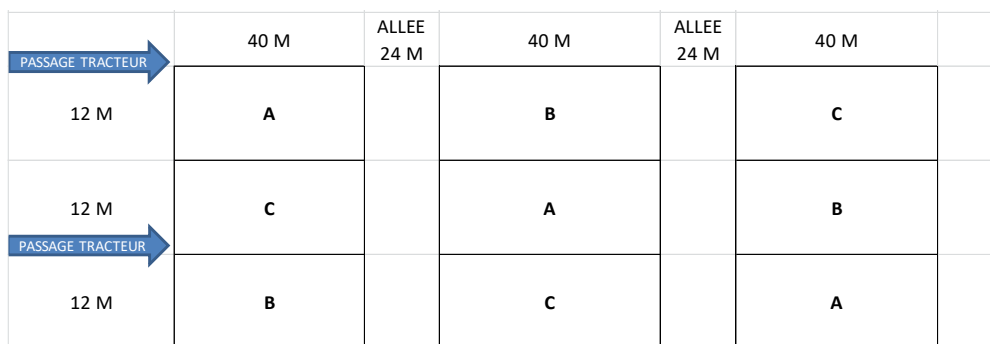 40 M ALLEE 40 M ALLEE 40 M
24 M 24 M
PASSAGE TRACTEUR
12 M A B C
12 M C A B
PASSAGE TRACTEUR
12 M B C A